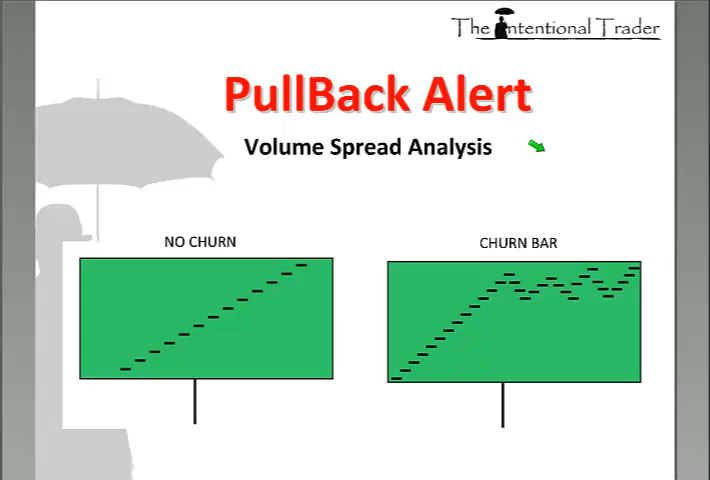 The Intentional Trader
PullBack Alert
Volume Spread Analysis
NO CHURN
CHURN BAR